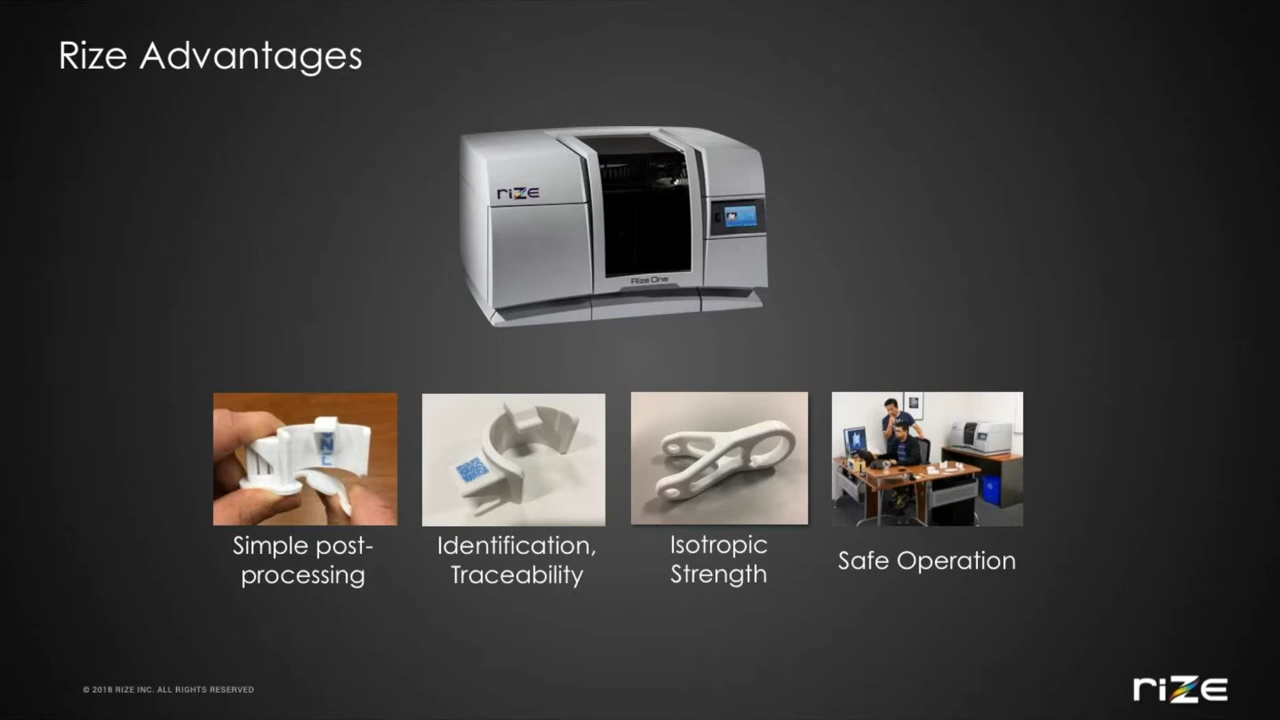 Rize Advantages
rize
Rize One
Simple post-
processing
Identification,
Traceability
Isotropic
Strength
Safe Operation
© 2018 RIZE INC. ALL RIGHTS RESERVED
rize